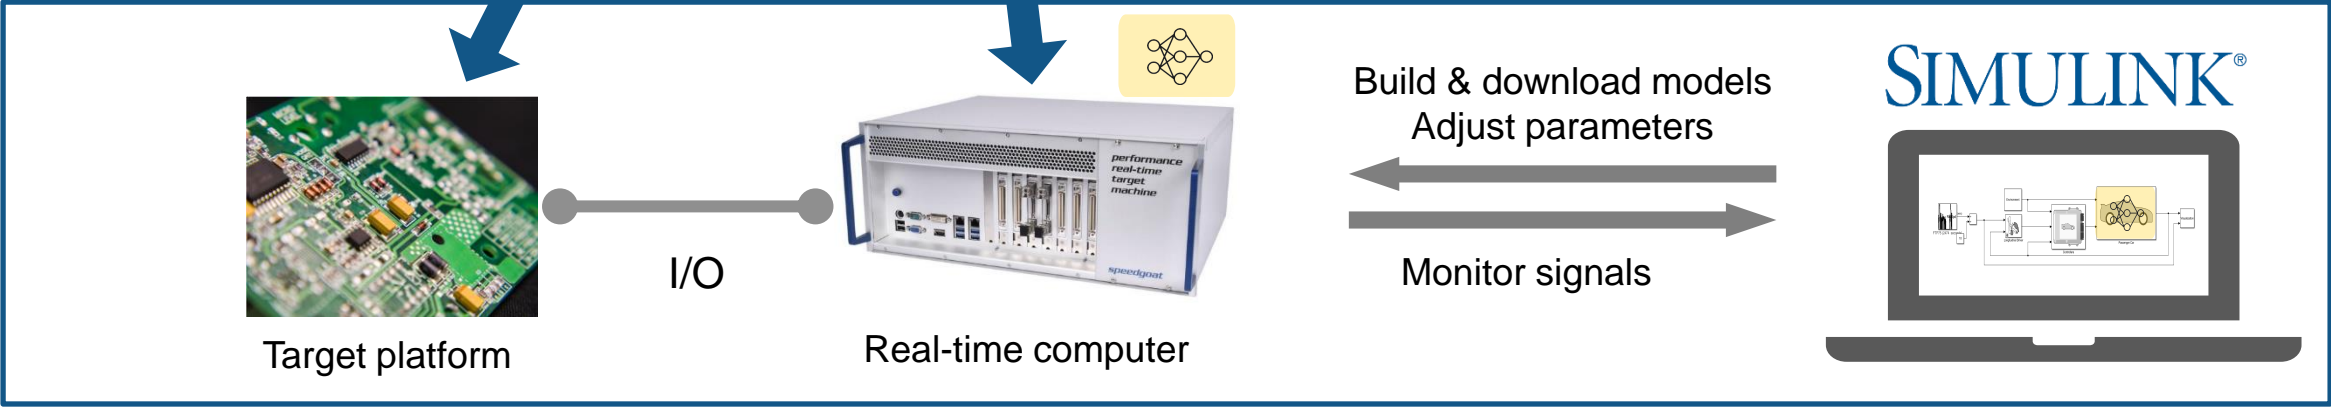 Build & download models
Adjust parameters
SIMULINK®
performance
real-time
target
machine
speedgoat
I/O
Monitor signals
Target platform
Real-time computer